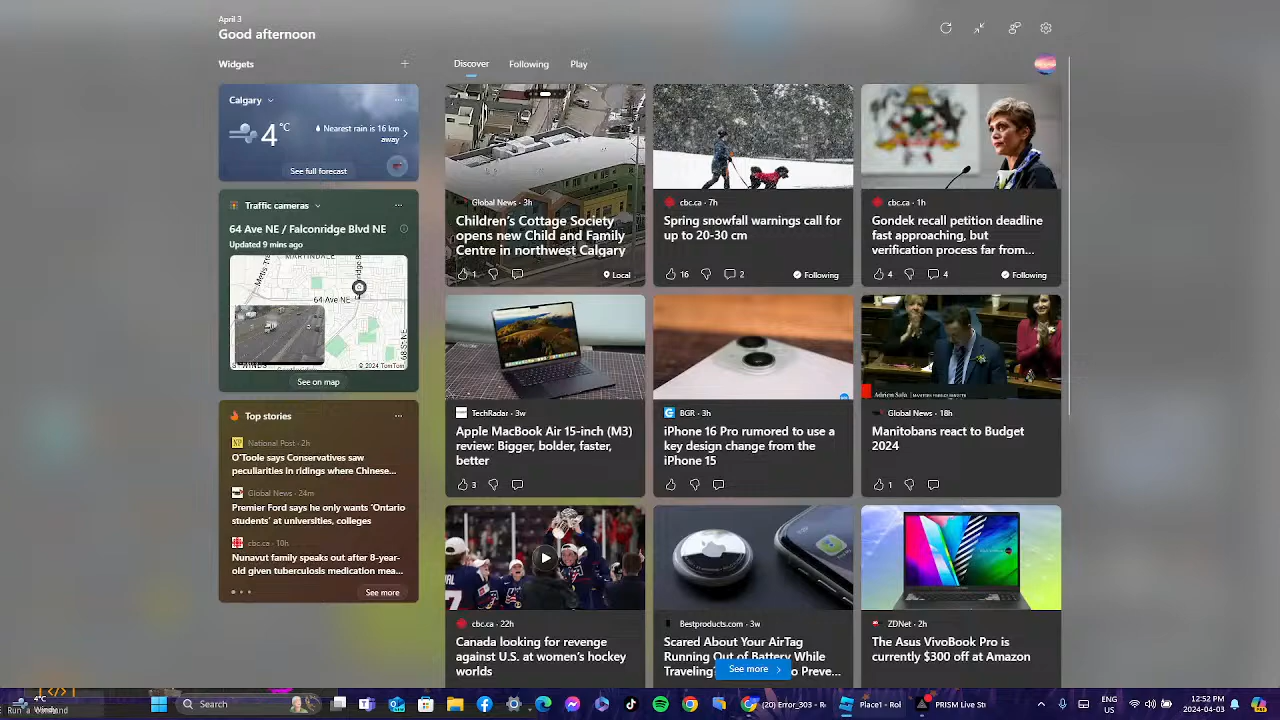 April 3
Good afternoon
Widgets
Discover
Following
Play
Calgary
4°C
Nearest rain is 16 km
away
See full forecast
Traffic cameras
64 Ave NE / Falconridge Blvd NE
Updated 9 mins ago
MARTINDALE
64 Ave NE
© 2024 TomTom
See on map
Top stories
National Post · 2h
O'Toole says Conservatives saw
peculiarities in ridings where Chinese...
Global News · 24m
Premier Ford says he only wants 'Ontario
students' at universities, colleges
cbc.ca · 10h
Nunavut family speaks out after 8-year-
old given tuberculosis medication mea...
See more
Global News · 3h
Children's Cottage Society
opens new Child and Family
Centre in northwest Calgary
1
Local
cbc.ca · 7h
Spring snowfall warnings call for
up to 20-30 cm
16
2
Following
cbc.ca · 1h
Gondek recall petition deadline
fast approaching, but
verification process far from...
4
4
Following
TechRadar · 3w
Apple MacBook Air 15-inch (M3)
review: Bigger, bolder, faster,
better
3
BGR · 3h
iPhone 16 Pro rumored to use a
key design change from the
iPhone 15
Global News · 18h
Manitobans react to Budget
2024
1
cbc.ca · 22h
Canada looking for revenge
against U.S. at women's hockey
worlds
Bestproducts.com · 3w
Scared About Your AirTag
Running Out of Battery While
Traveling?
o Preve...
ZDNet · 2h
The Asus VivoBook Pro is
currently $300 off at Amazon
See more
4°C
Windy
Search
(20) Error_303 - R
Place1 - Rol
PRISM Live Str
ENG
US
12:52 PM
2024-04-03